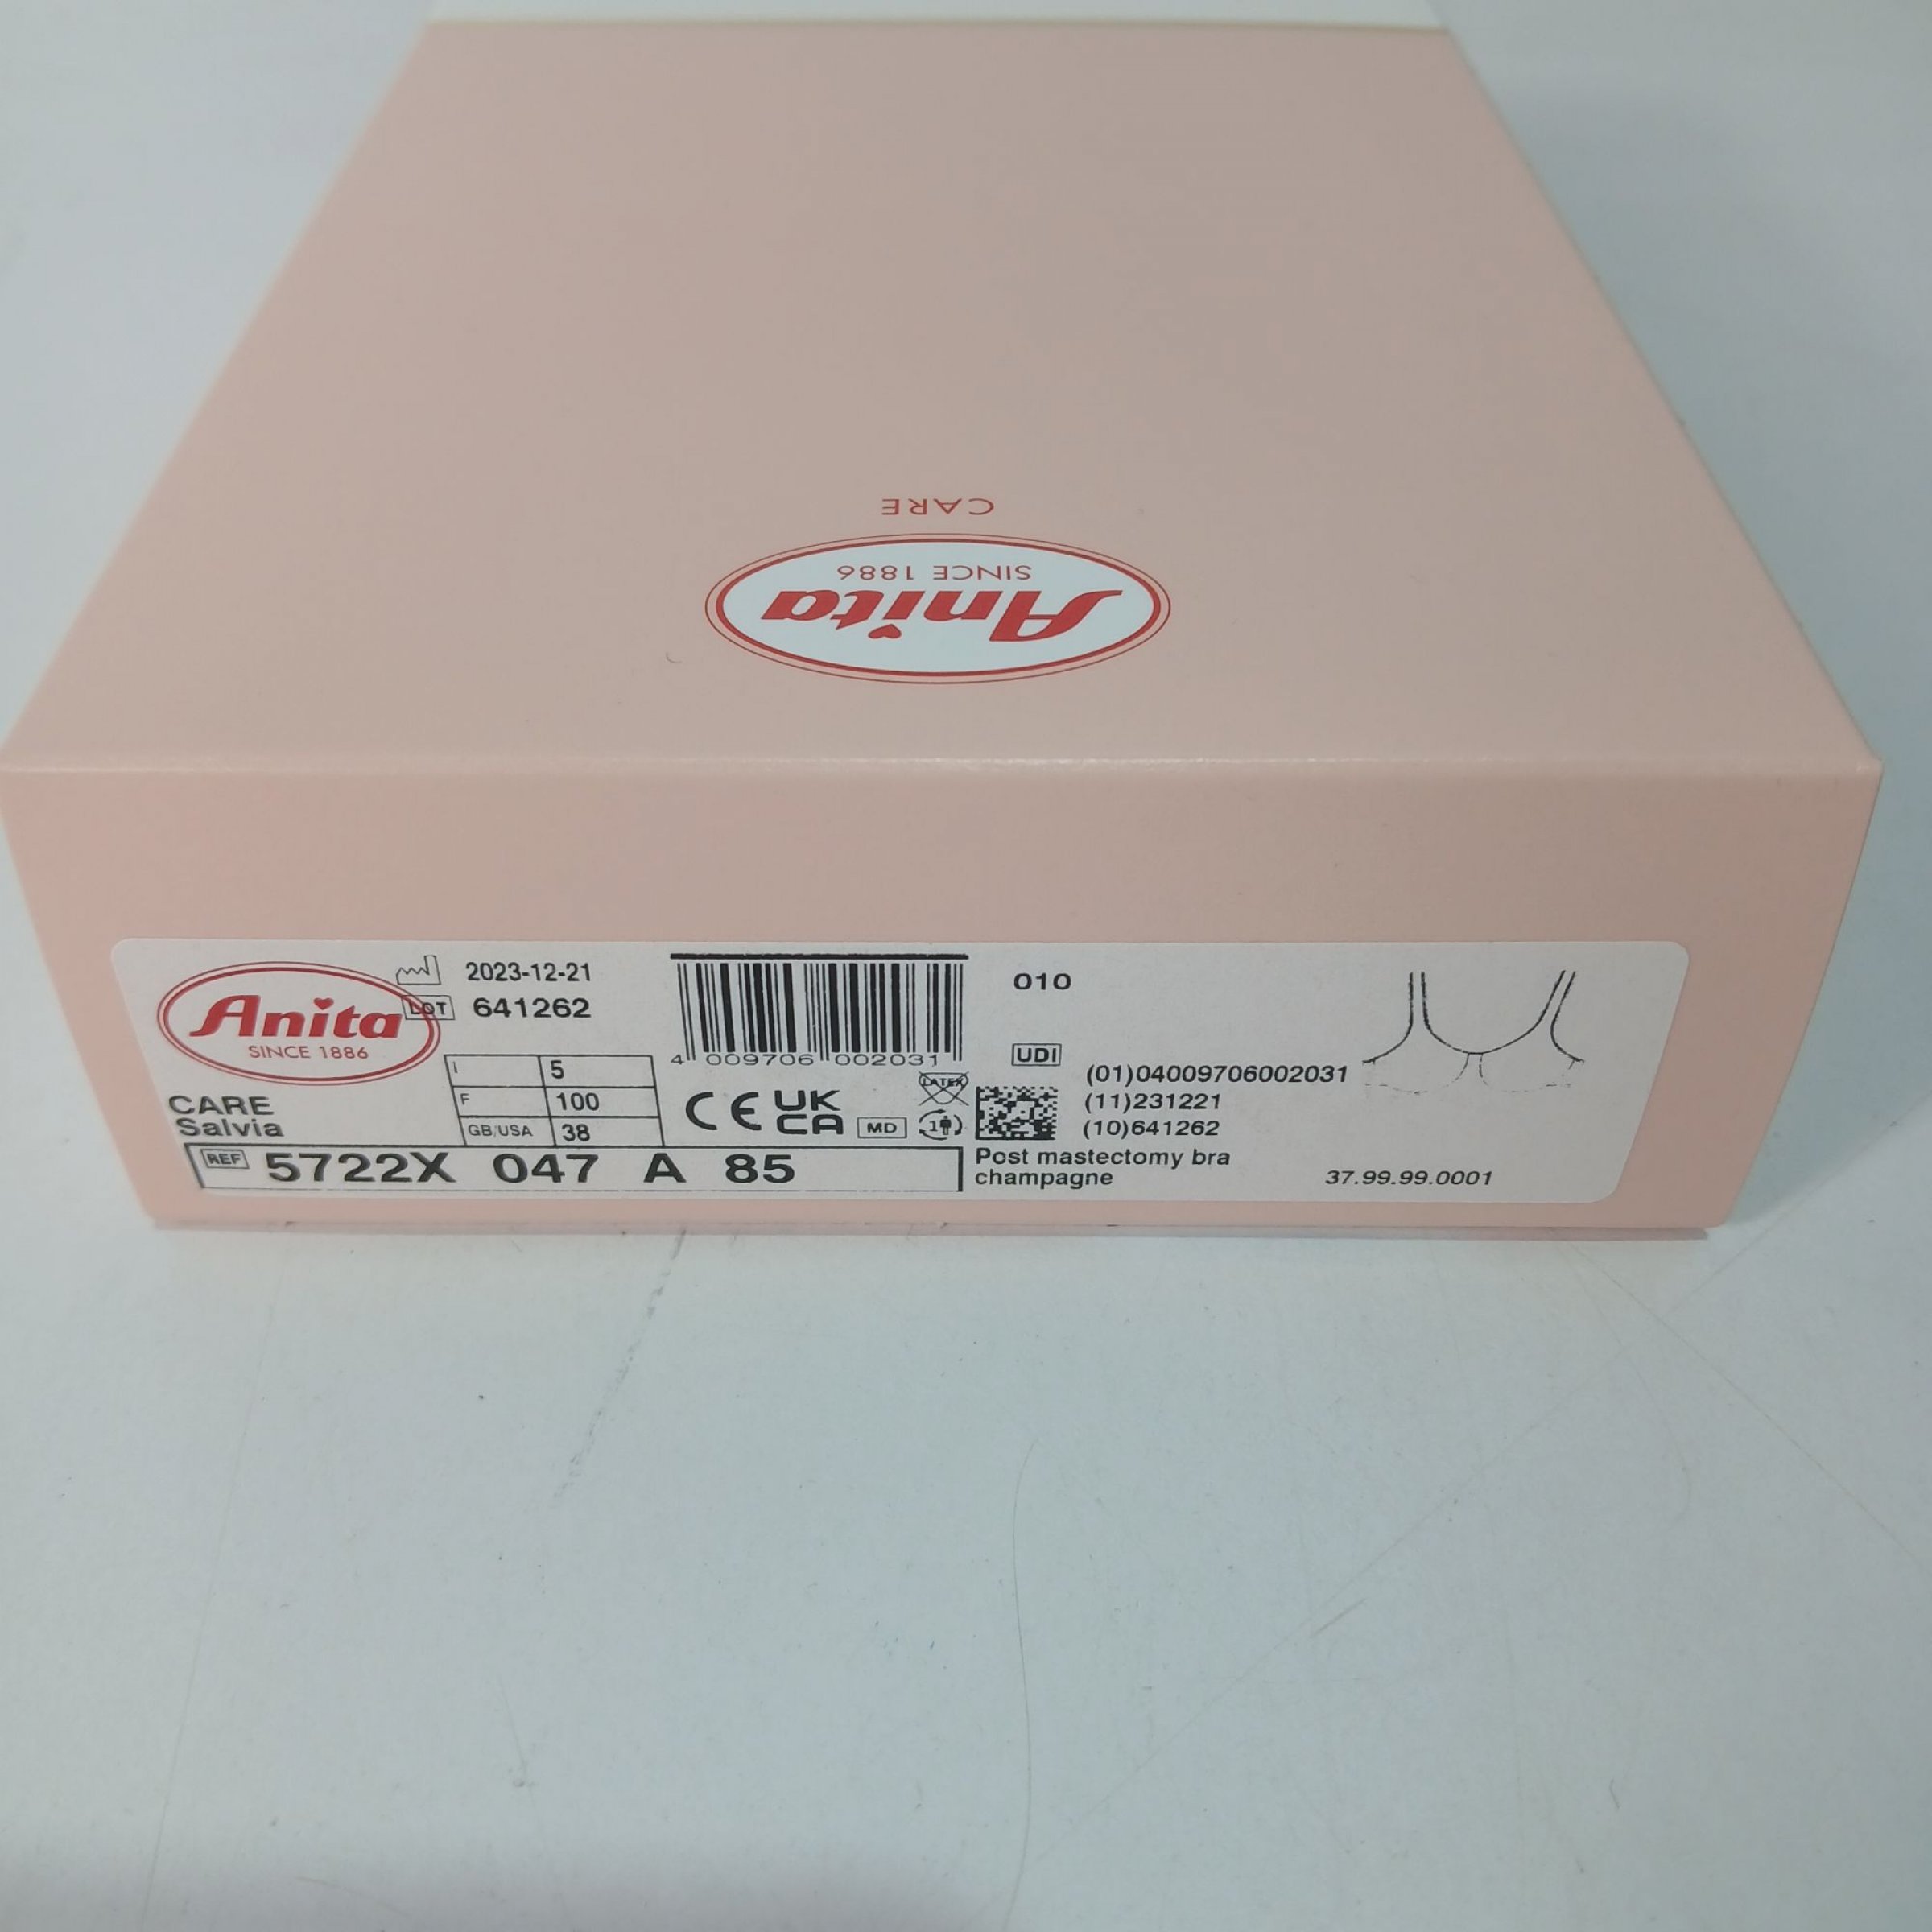 CARE
Anita
SINCE 1886
Anita
SINCE 1886
2023-12-21
LOT 641262
I 5
F 100
GB/USA 38
CARE
Salvia
REF 5722X 047 A 85
4 009706 002031
CE UK CA MD
LATEX
1
010
UDI
(01)04009706002031
(11)231221
(10)641262
Post mastectomy bra
champagne
37.99.99.0001